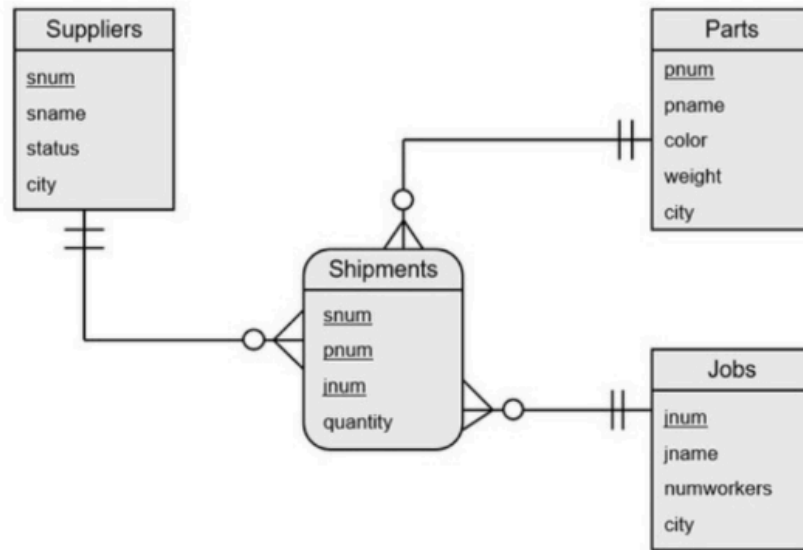 Suppliers
snum
sname
status
city
Parts
pnum
pname
color
weight
city
Shipments
snum
pnum
jnum
quantity
Jobs
jnum
jname
numworkers
city